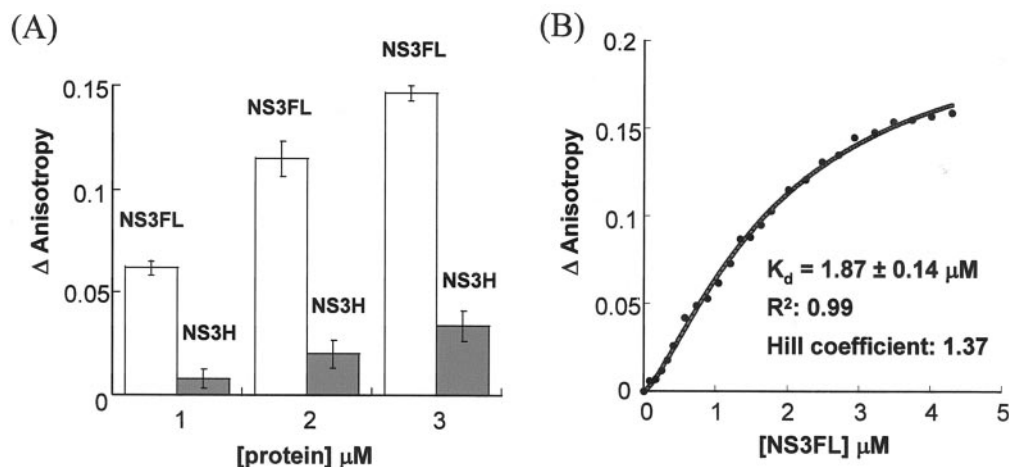 (A)
NS3FL
NS3FL
NS3FL
NS3H
NS3H
NS3H
0.15
0.1
0.05
0
Δ Anisotropy
1 2 3
[protein] μM
(B)
0.2
0.15
0.1
0.05
0
Δ Anisotropy
K_d = 1.87 ± 0.14 μM
R²: 0.99
Hill coefficient: 1.37
0 1 2 3 4 5
[NS3FL] μM